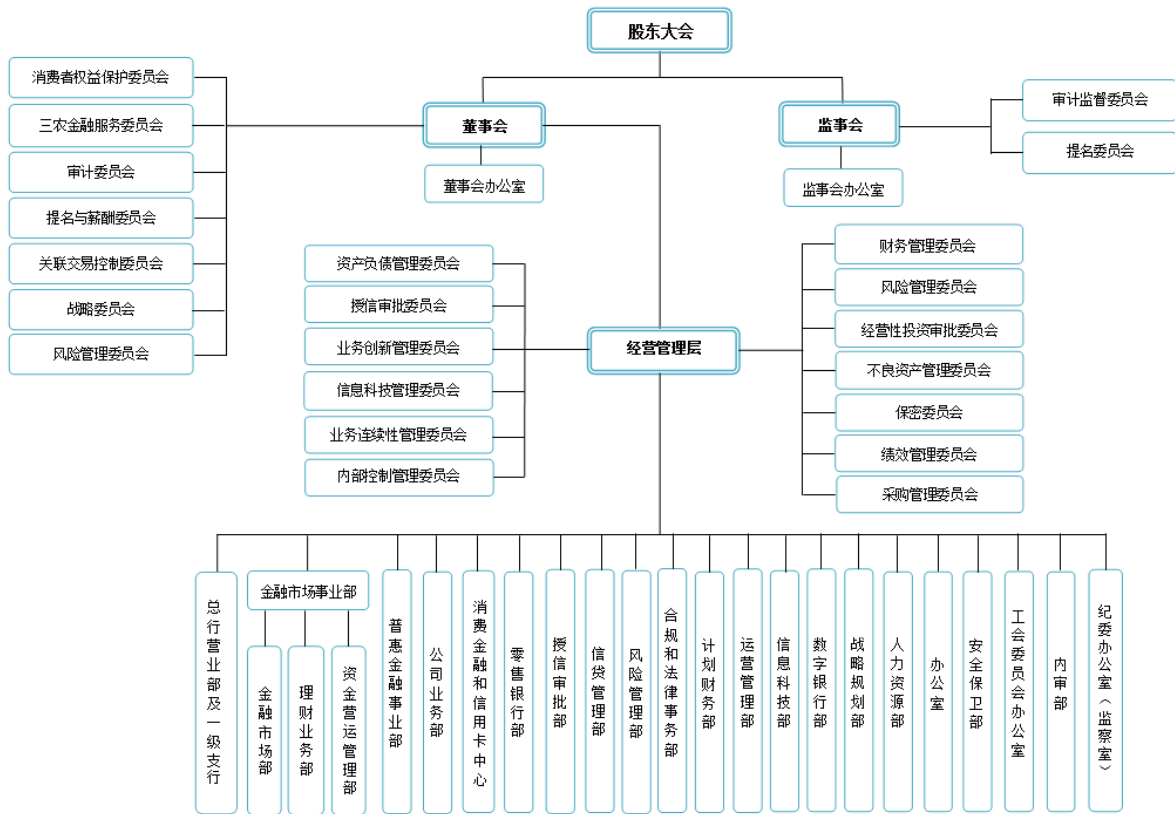 股东大会
董事会
监事会
董事会办公室
监事会办公室
消费者权益保护委员会
三农金融服务委员会
审计委员会
提名与薪酬委员会
关联交易控制委员会
战略委员会
风险管理委员会
审计监督委员会
提名委员会
经营管理层
资产负债管理委员会
授信审批委员会
业务创新管理委员会
信息科技管理委员会
业务连续性管理委员会
内部控制管理委员会
财务管理委员会
风险管理委员会
经营性投资审批委员会
不良资产管理委员会
保密委员会
绩效管理委员会
采购管理委员会
总行营业部及一级支行
金融市场事业部
金融市场部
理财业务部
资金营运管理部
普惠金融事业部
公司业务部
消费金融和信用卡中心
零售银行部
授信审批部
信贷管理部
风险管理部
合规和法律事务部
计划财务部
运营管理部
信息科技部
数字银行部
战略规划部
人力资源部
办公室
安全保卫部
工会委员会办公室
内审部
纪委办公室（监察室）